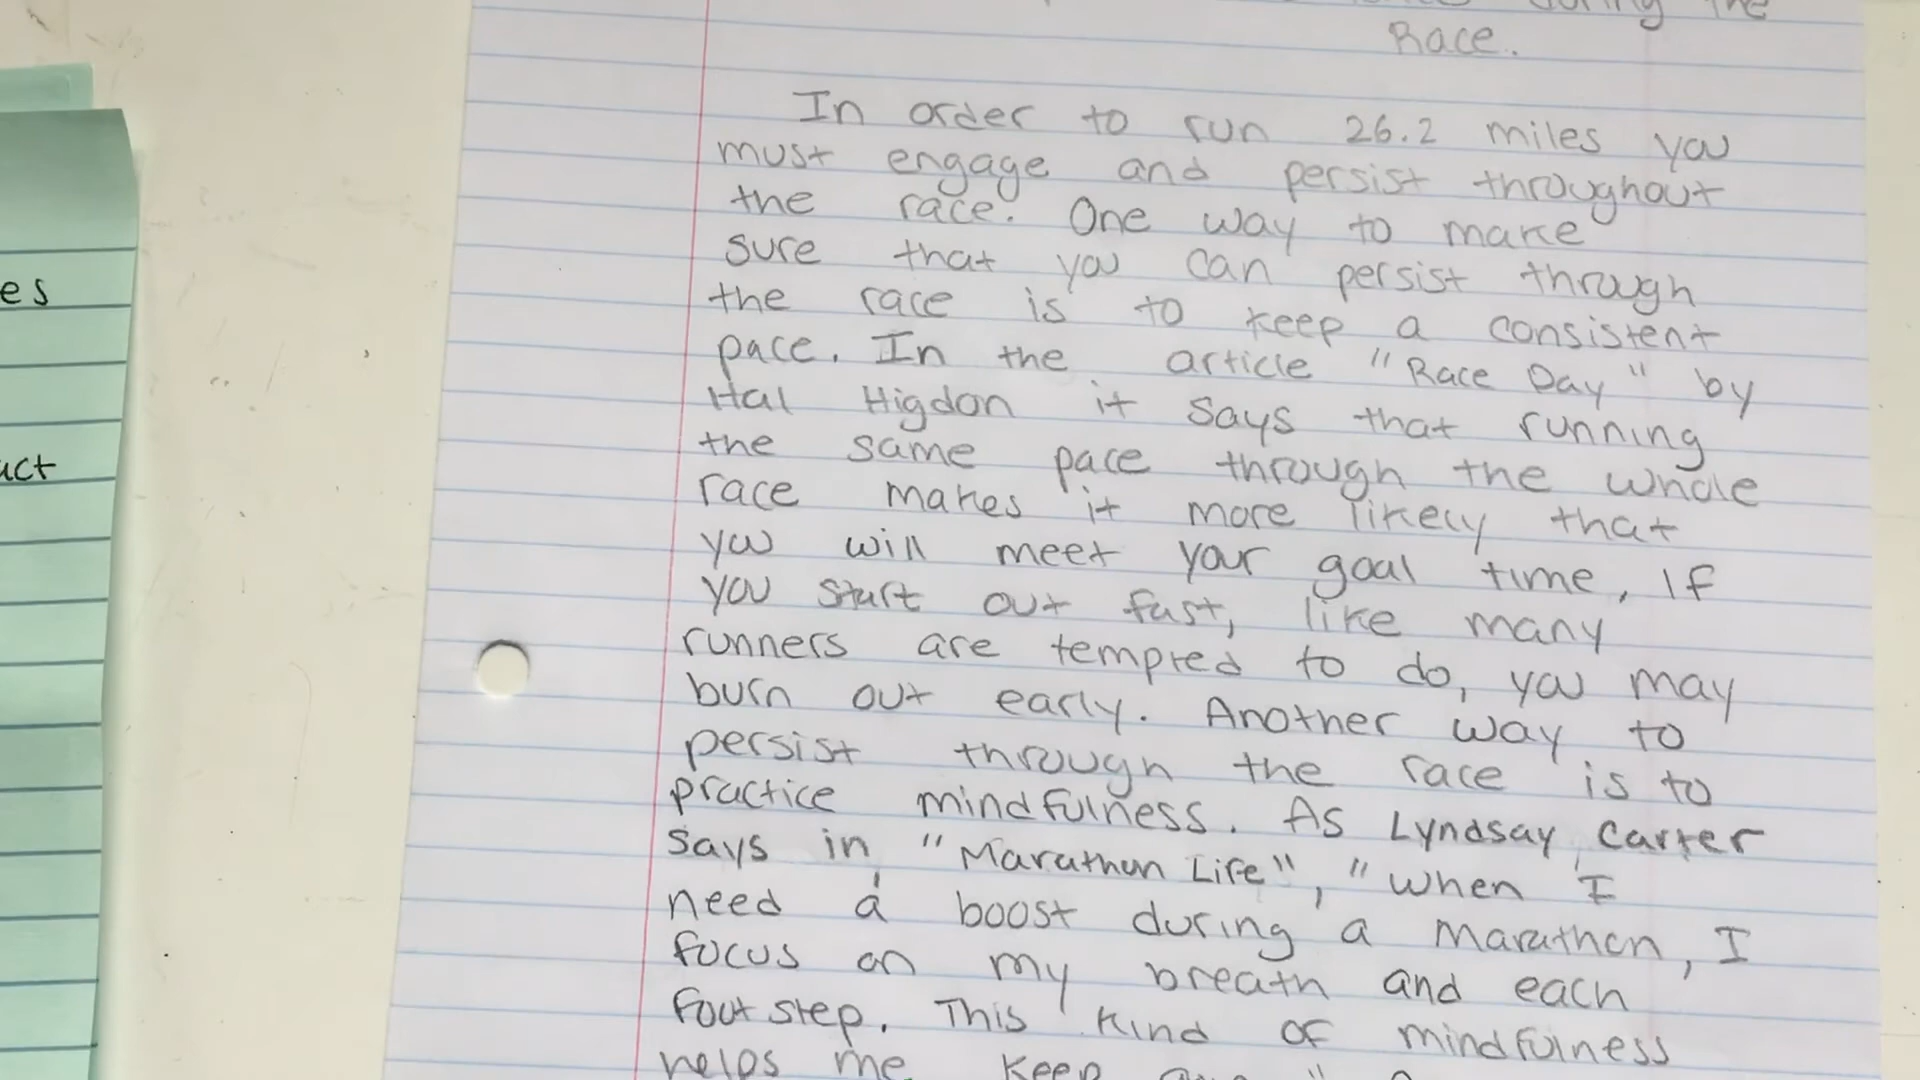 during the
Race.
In order to run 26.2 miles you
must engage and persist throughout
the race. One way to make
sure that you can persist through
the race is to keep a consistent
pace. In the article "Race Day" by
Hal Higdon it says that running
the same pace through the whole
race makes it more likely that
you will meet your goal time, If
you start out fast, like many
runners are tempted to do, you may
burn out early. Another way to
persist through the race is to
practice mindfulness. As Lyndsay Carter
says in "Marathon Life", "When I
need a boost during a marathon, I
focus on my breath and each
foot step. This kind of mindfulness
helps me keep
es
act